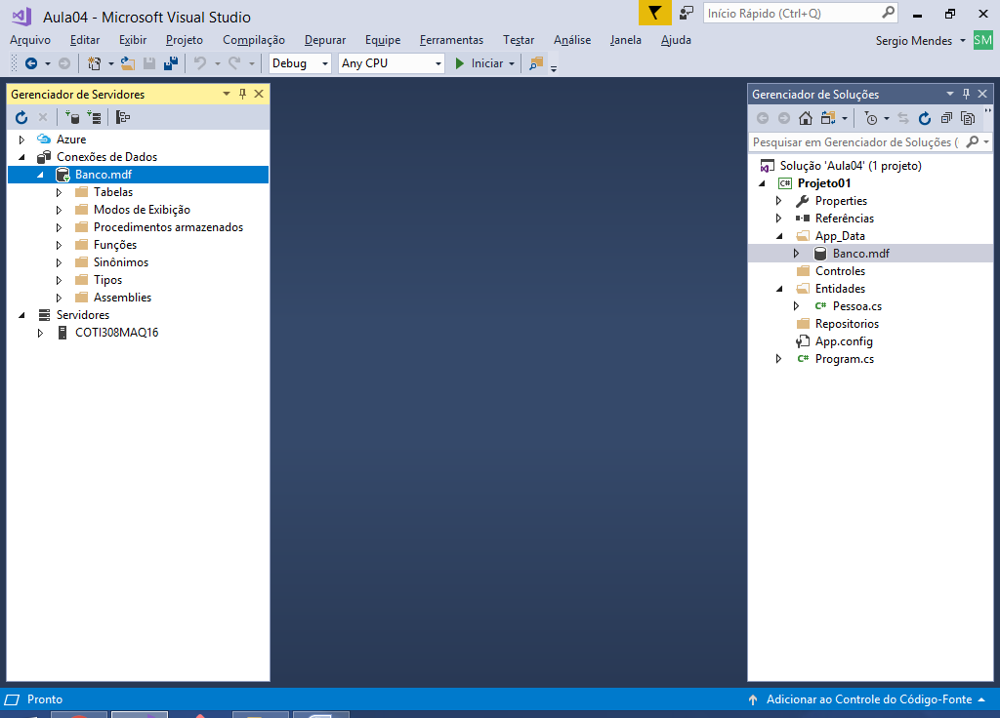 Aula04 - Microsoft Visual Studio
Início Rápido (Ctrl+Q)
Arquivo Editar Exibir Projeto Compilação Depurar Equipe Ferramentas Testar Análise Janela Ajuda
Sergio Mendes SM
Debug Any CPU Iniciar
Gerenciador de Servidores
Azure
Conexões de Dados
Banco.mdf
Tabelas
Modos de Exibição
Procedimentos armazenados
Funções
Sinônimos
Tipos
Assemblies
Servidores
COTI308MAQ16
Gerenciador de Soluções
Pesquisar em Gerenciador de Soluções (
Solução 'Aula04' (1 projeto)
C# Projeto01
Properties
Referências
App_Data
Banco.mdf
Controles
Entidades
C# Pessoa.cs
Repositorios
App.config
C# Program.cs
Pronto
Adicionar ao Controle do Código-Fonte